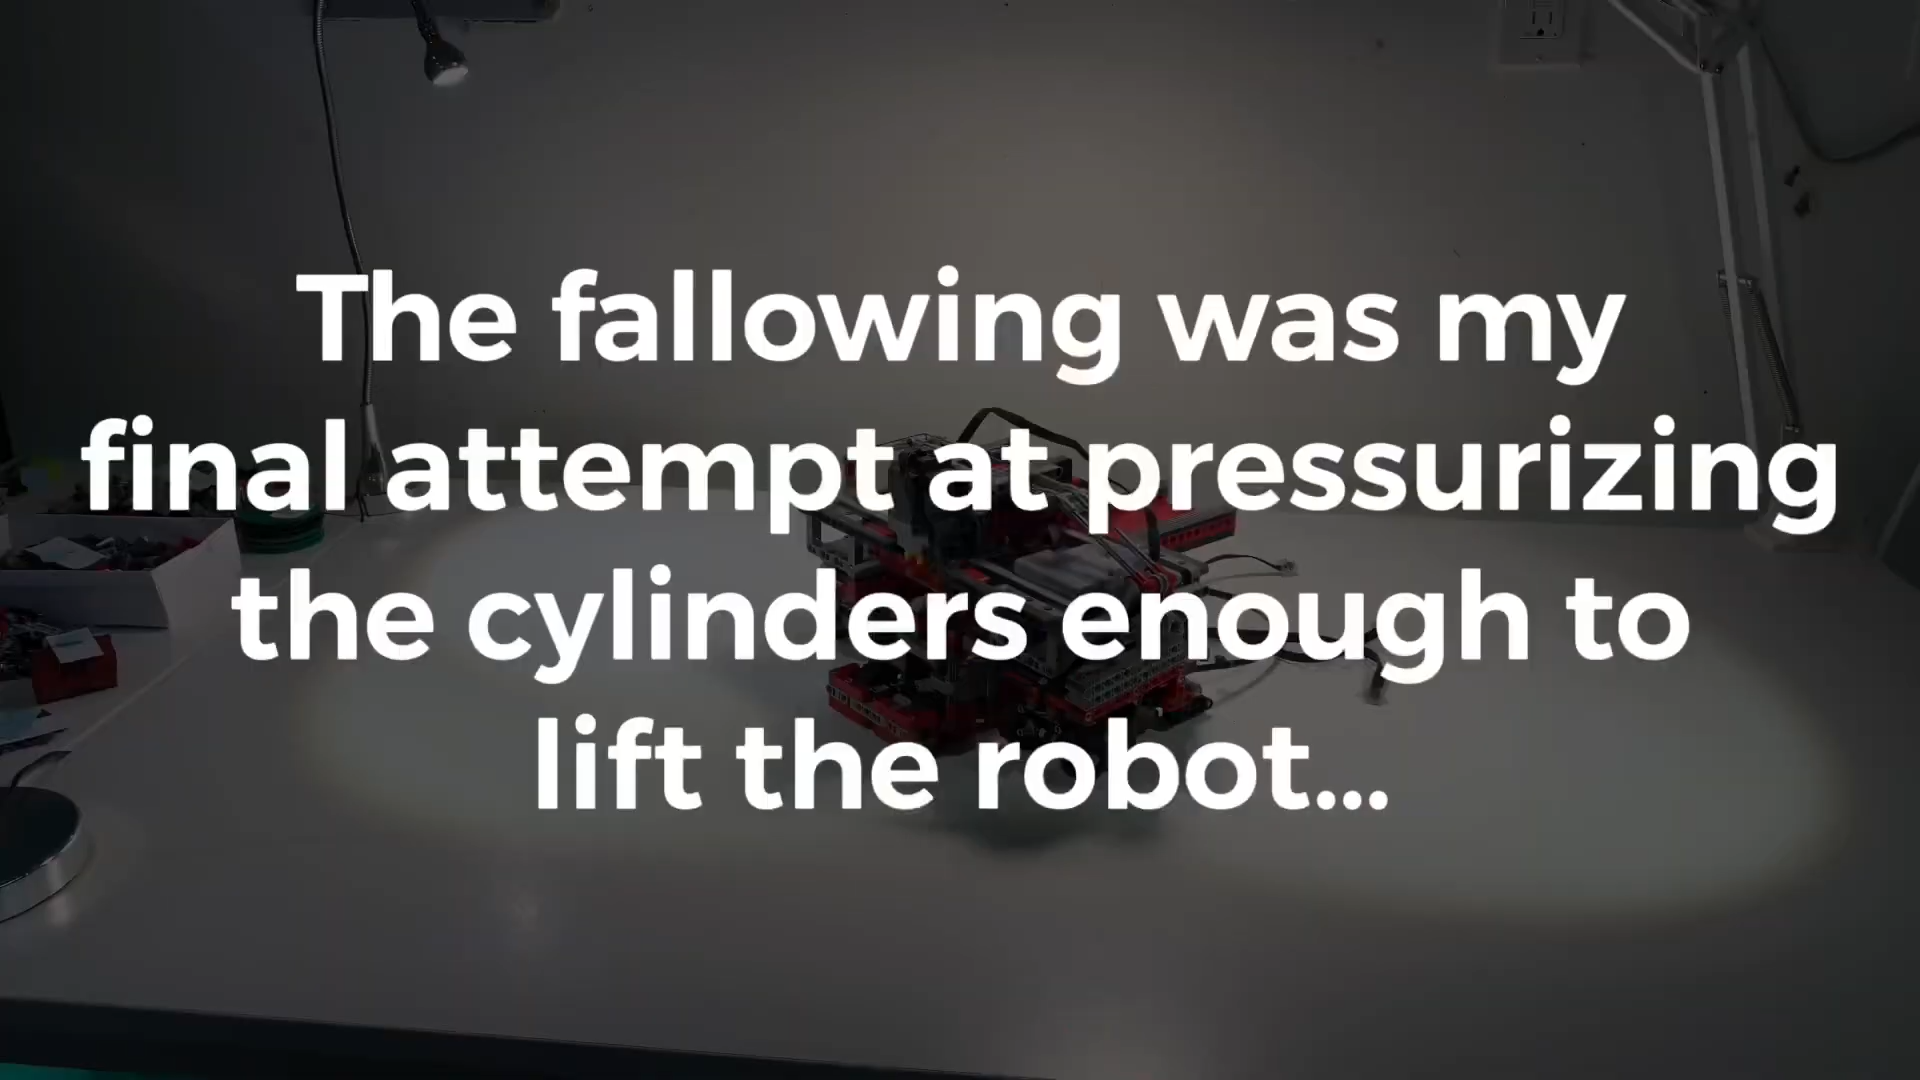 The fallowing was my
final attempt at pressurizing
the cylinders enough to
lift the robot...